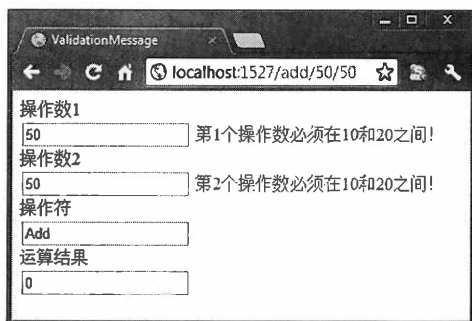 ValidationMessage
localhost:1527/add/50/50
操作数1
50 第1个操作数必须在10和20之间!
操作数2
50 第2个操作数必须在10和20之间!
操作符
Add
运算结果
0